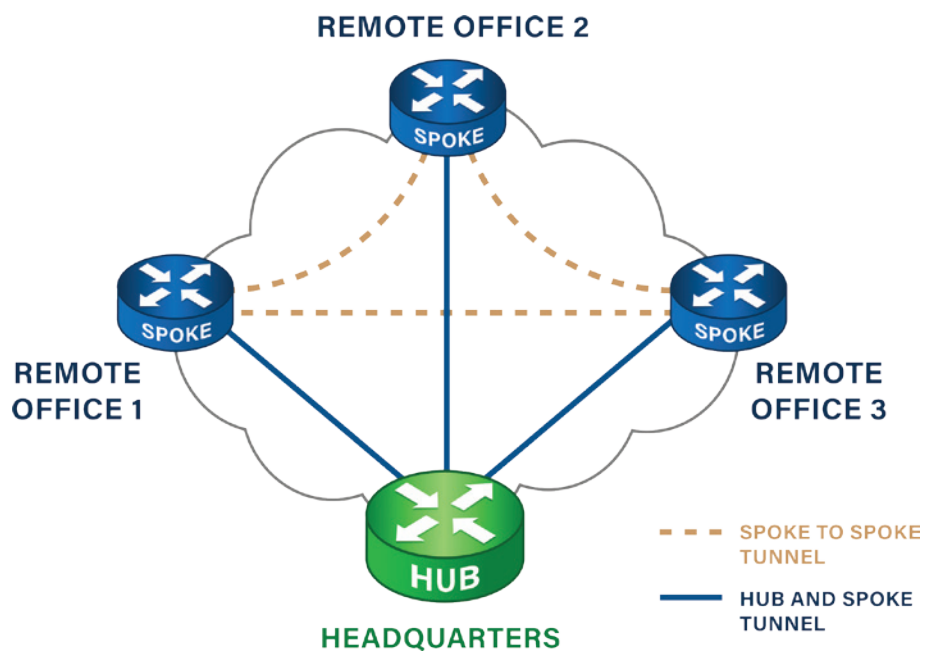 REMOTE OFFICE 2
SPOKE
SPOKE
SPOKE
REMOTE
OFFICE 1
REMOTE
OFFICE 3
HUB
HEADQUARTERS
SPOKE TO SPOKE
TUNNEL
HUB AND SPOKE
TUNNEL